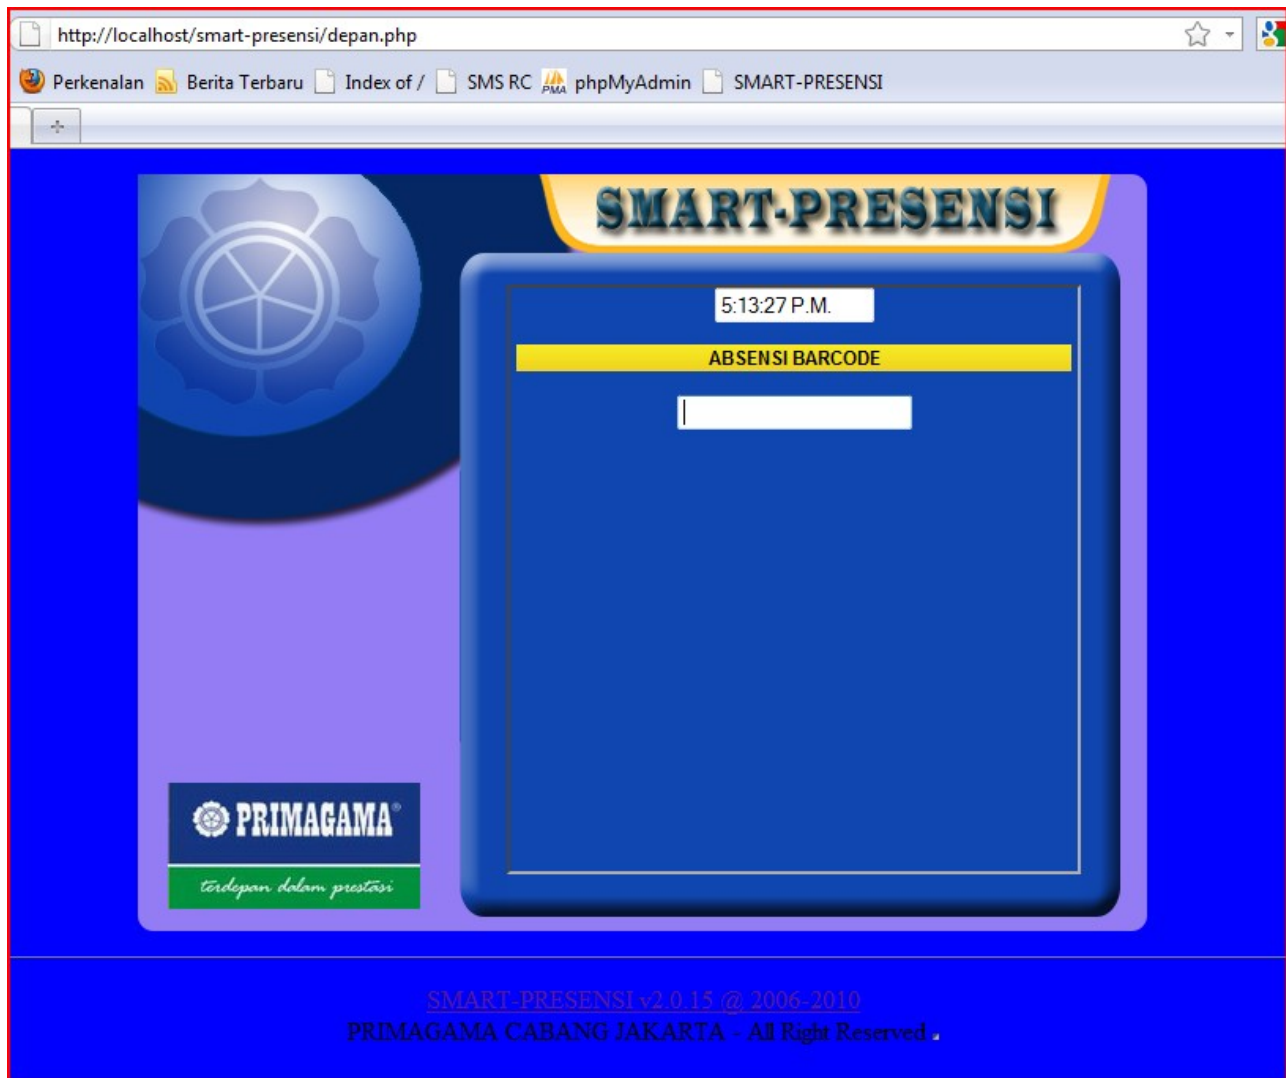 http://localhost/smart-presensi/depan.php
Perkenalan Berita Terbaru Index of / SMS RC PMA phpMyAdmin SMART-PRESENSI
SMART-PRESENSI
5:13:27 P.M.
ABSENSI BARCODE
PRIMAGAMA®
terdepan dalam prestasi
SMART-PRESENSI v2.0.15 @ 2006-2010
PRIMAGAMA CABANG JAKARTA - All Right Reserved